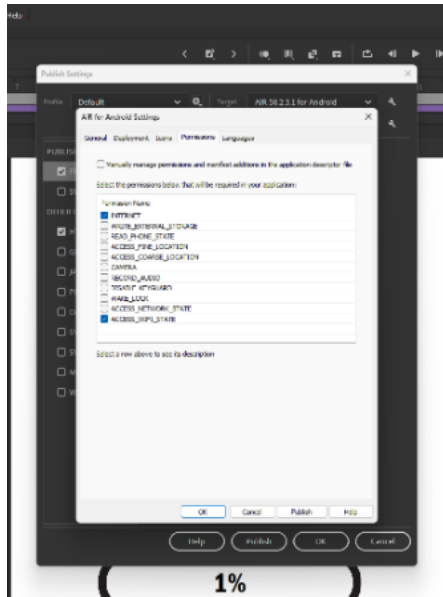 Help
Publish Settings
Profile: Default Target: AIR 50.2.3.1 for Android
AIR for Android Settings
General Deployment Icons Permissions Languages
Manually manage permissions and manifest additions in the application descriptor file
Select the permissions below that will be required in your application:
Permission Name
INTERNET
WRITE_EXTERNAL_STORAGE
READ_PHONE_STATE
ACCESS_FINE_LOCATION
ACCESS_COARSE_LOCATION
CAMERA
RECORD_AUDIO
DISABLE_KEYGUARD
WAKE_LOCK
ACCESS_NETWORK_STATE
ACCESS_WIFI_STATE
Select a row above to see its description
OK Cancel Publish Help
Help Publish OK Cancel
1%